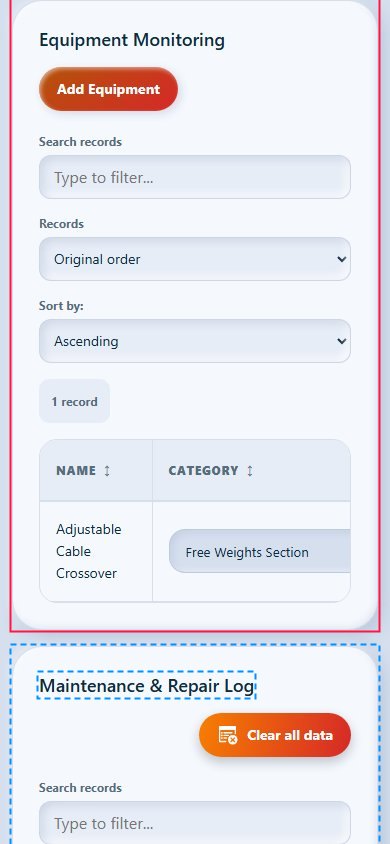 Equipment Monitoring
Add Equipment
Search records
Type to filter...
Records
Original order
Sort by:
Ascending
1 record
NAME ↕ CATEGORY ↕
Adjustable
Cable
Crossover
Free Weights Section
Maintenance & Repair Log
Clear all data
Search records
Type to filter...